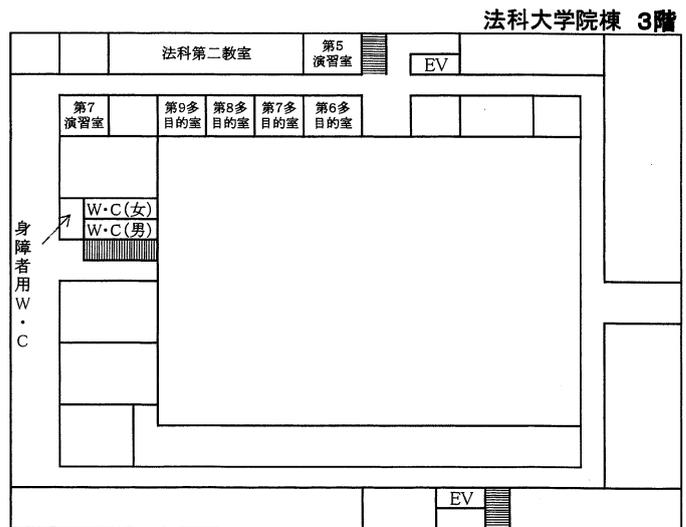 法科大学院棟 3階
法科第二教室
第5
演習室
EV
第7
演習室
第9多
目的室
第8多
目的室
第7多
目的室
第6多
目的室
W・C(女)
W・C(男)
身障者用W・C
EV